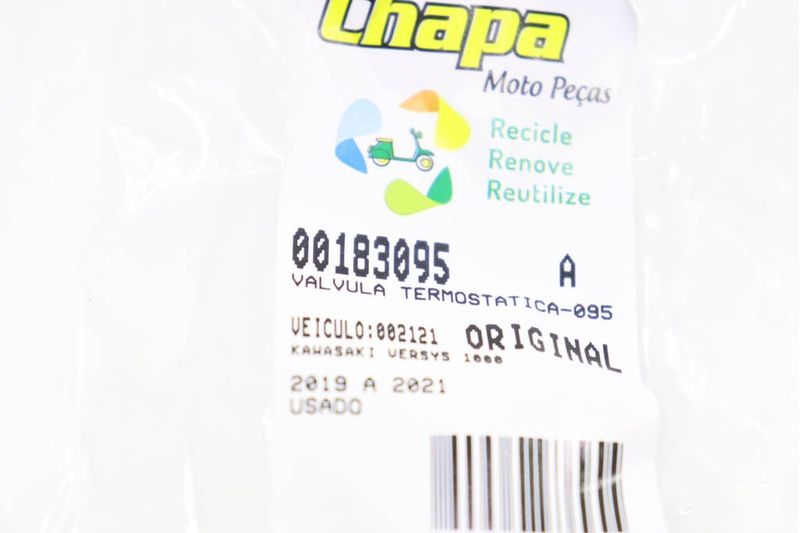 Chapa
Moto Peças
Recicle
Renove
Reutilize
00183095 A
VALVULA TERMOSTATICA-095
VEICULO:002121 ORIGINAL
KAWASAKI VERSYS 1000
2019 A 2021
USADO